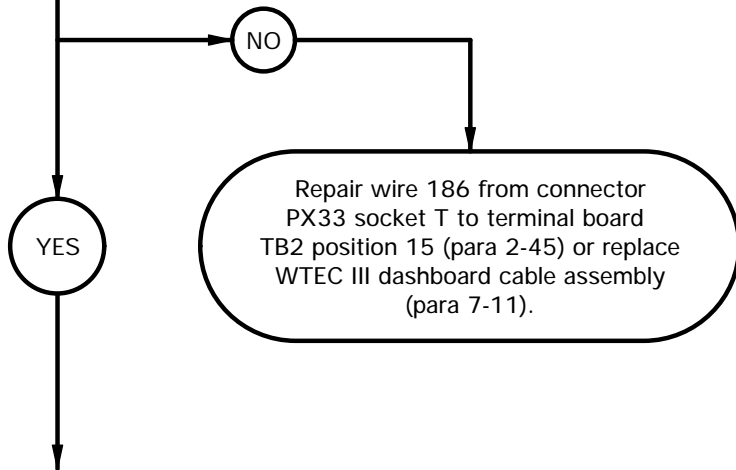 NO
Repair wire 186 from connector
PX33 socket T to terminal board
TB2 position 15 (para 2-45) or replace
WTEC III dashboard cable assembly
(para 7-11).
YES